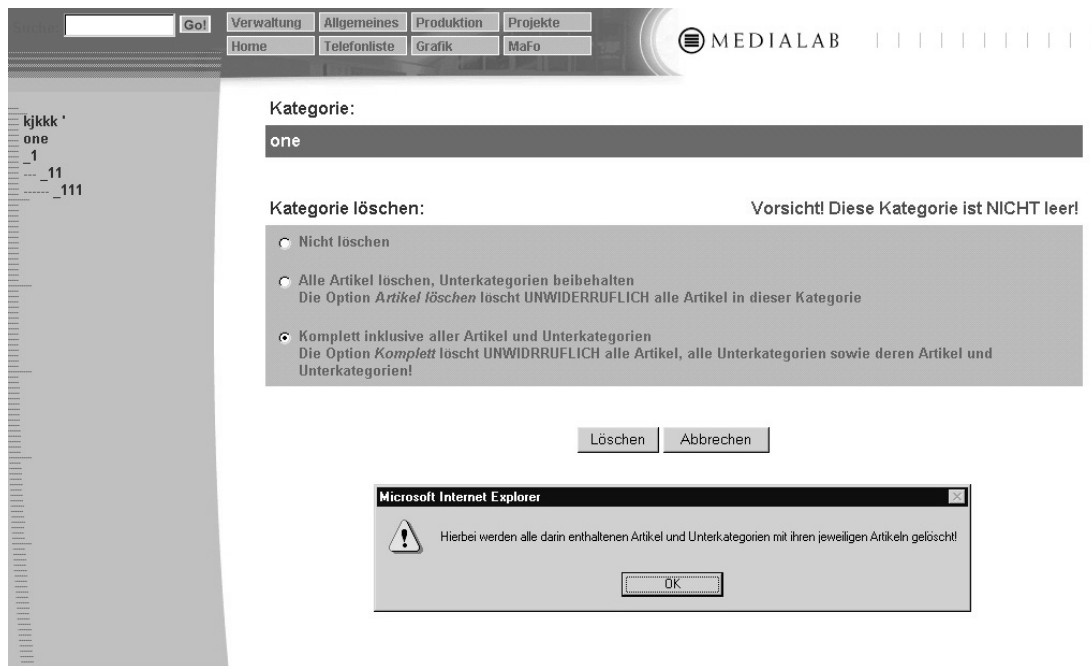 Go!
Verwaltung Allgemeines Produktion Projekte
Home Telefonliste Grafik MaFo
MEDIALAB
kjkkk '
one
_1
--- _11
------ _111
Kategorie:
one
Kategorie löschen: Vorsicht! Diese Kategorie ist NICHT leer!
Nicht löschen
Alle Artikel löschen, Unterkategorien beibehalten
Die Option Artikel löschen löscht UNWIDERRUFLICH alle Artikel in dieser Kategorie
Komplett inklusive aller Artikel und Unterkategorien
Die Option Komplett löscht UNWIDRRUFLICH alle Artikel, alle Unterkategorien sowie deren Artikel und
Unterkategorien!
Löschen Abbrechen
Microsoft Internet Explorer
Hierbei werden alle darin enthaltenen Artikel und Unterkategorien mit ihren jeweiligen Artikeln gelöscht!
OK